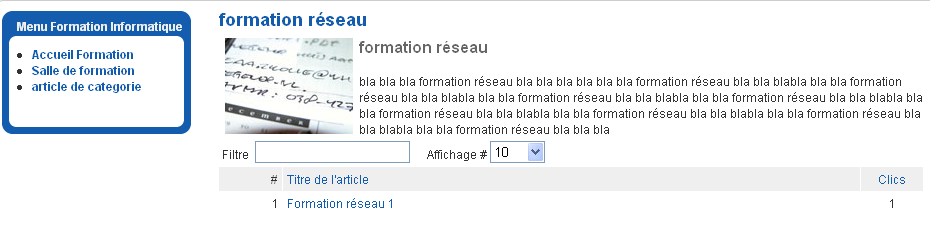 Menu Formation Informatique
Accueil Formation
Salle de formation
article de categorie
formation réseau
formation réseau
bla bla bla formation réseau bla bla bla bla bla bla formation réseau bla bla blabla bla bla formation
réseau bla bla blabla bla bla formation réseau bla bla blabla bla bla formation réseau bla bla blabla bla
bla formation réseau bla bla blabla bla bla formation réseau bla bla blabla bla bla formation réseau bla
bla blabla bla bla formation réseau bla bla bla
Filtre
Affichage # 10
# Titre de l'article Clics
1 Formation réseau 1 1